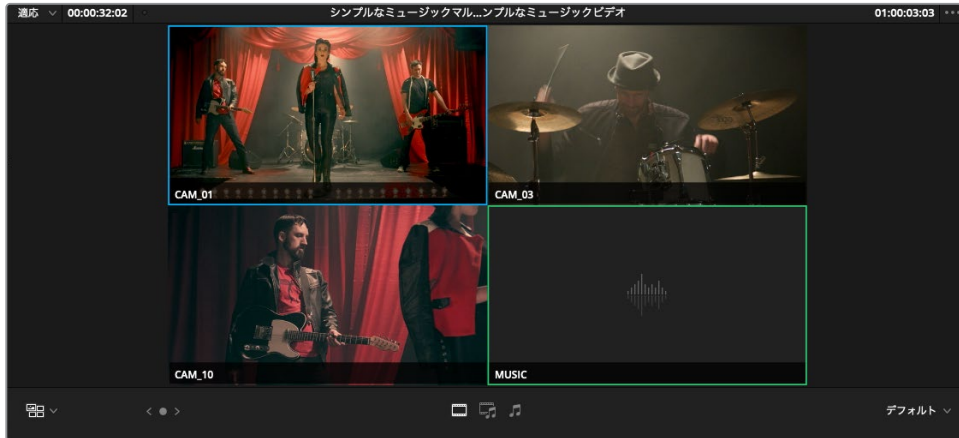 適応 00:00:32:02 シンプルなミュージックマル...ンプルなミュージックビデオ 01:00:03:03
CAM_01 CAM_03
CAM_10 MUSIC
デフォルト